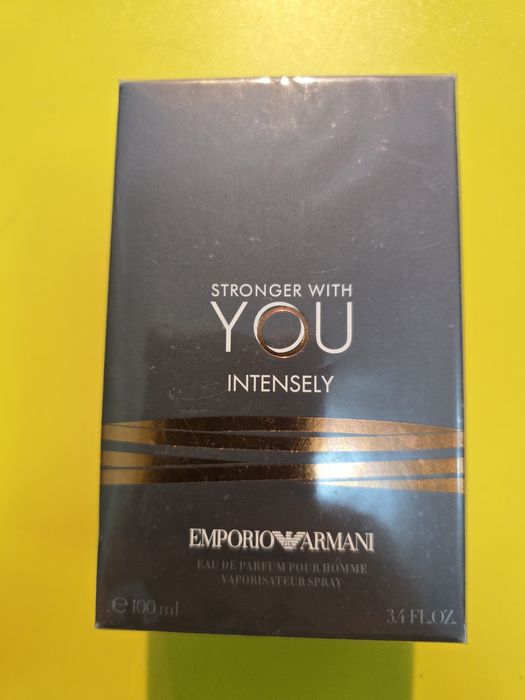 STRONGER WITH
YOU
INTENSELY
EMPORIO ARMANI
EAU DE PARFUM POUR HOMME
VAPORISATEUR SPRAY
e 100 ml 3.4 FL.OZ.